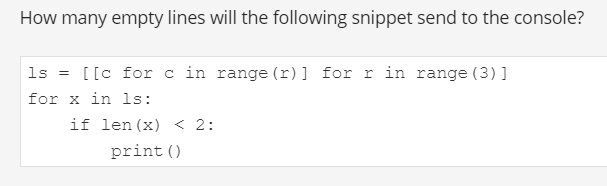 How many empty lines will the following snippet send to the console?
ls = [[c for c in range(r)] for r in range(3)]
for x in ls:
    if len(x) < 2:
        print()